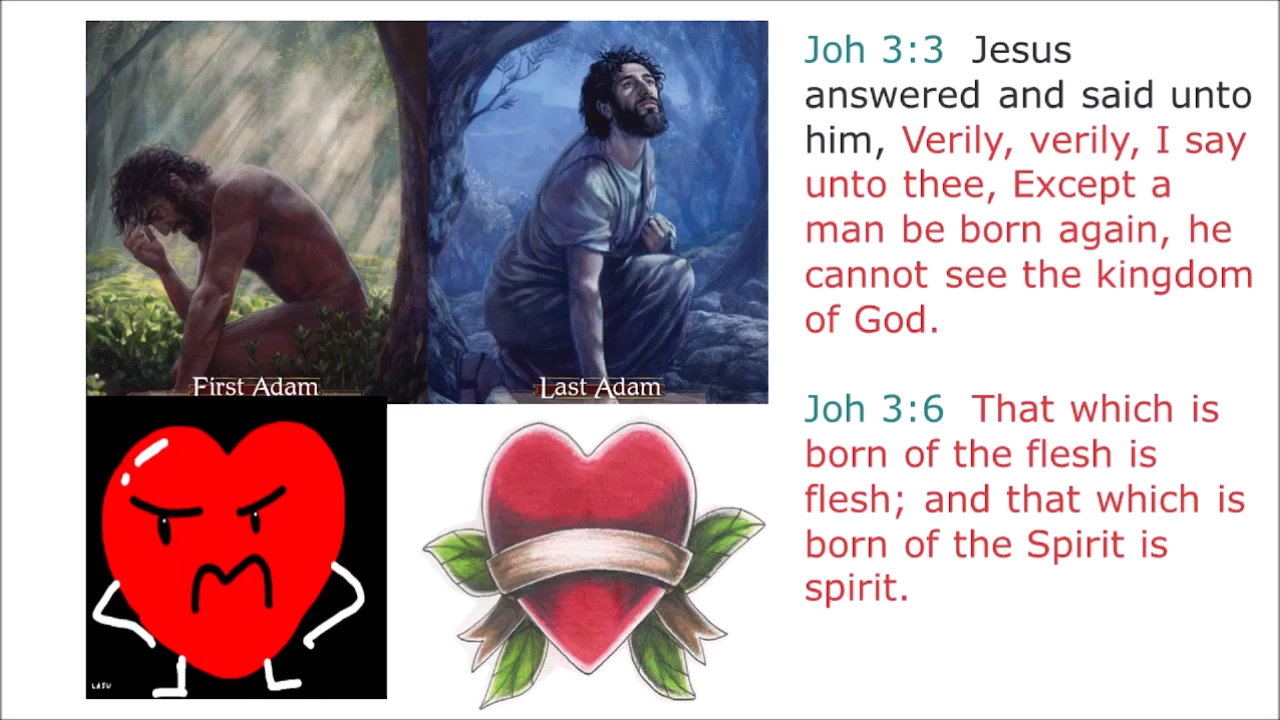 First Adam
Last Adam
LASU
Joh 3:3  Jesus
answered and said unto
him, Verily, verily, I say
unto thee, Except a
man be born again, he
cannot see the kingdom
of God.
Joh 3:6  That which is
born of the flesh is
flesh; and that which is
born of the Spirit is
spirit.